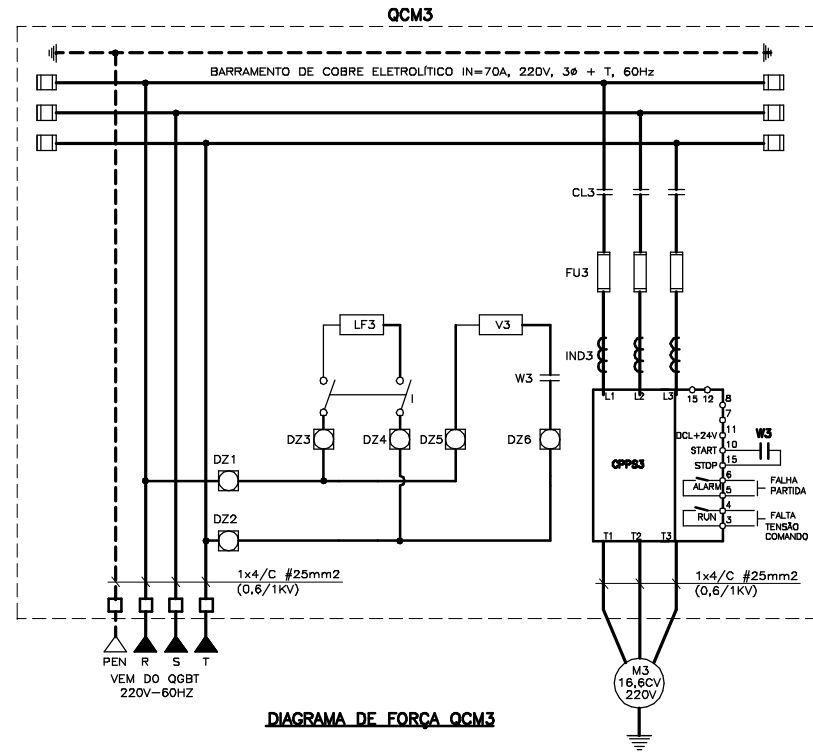 QCM3
BARRAMENTO DE COBRE ELETROLÍTICO IN=70A, 220V, 3ø + T, 60Hz
CL3
FU3
IND3
LF3
V3
W3
DZ3
DZ4
DZ5
DZ6
DZ1
DZ2
L1
L2
L3
15
12
8
7
11
DCL+24V
START
10
W3
STOP
15
CPPS3
6
ALARM
5
FALHA
PARTIDA
4
RUN
3
FALTA
TENSÃO
COMANDO
T1
T2
T3
1x4/C #25mm2
(0,6/1KV)
1x4/C #25mm2
(0,6/1KV)
PEN
R
S
T
VEM DO QGBT
220V-60HZ
M3
16,6CV
220V
DIAGRAMA DE FORÇA QCM3